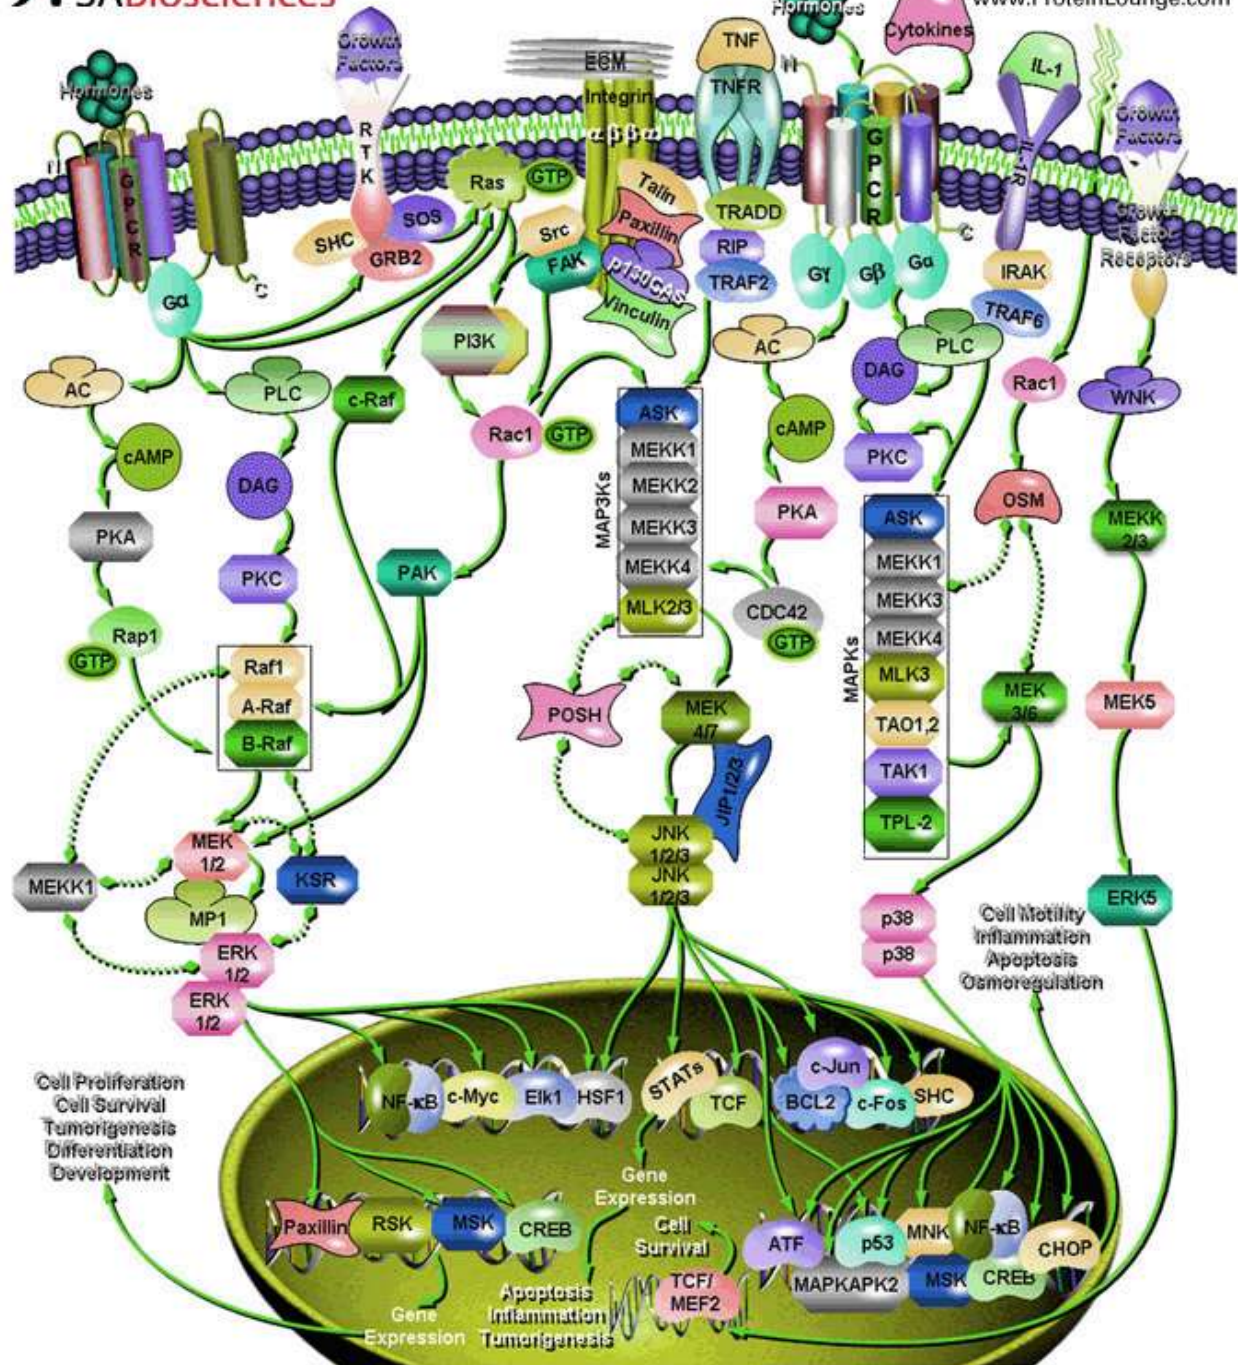 SABiosciences
www.ProteinLounge.com
Hormones
Growth
Factors
ECM
TNF
Hormones
Cytokines
IL-1
Growth
Factors
N
GPCR
C
RTK
Integrin
α β β α
TNFR
N
GPCR
C
IL-1R
Growth
Factor
Receptors
Ras
GTP
SHC
SOS
GRB2
Src
FAK
Talin
Paxillin
p130CAS
Vinculin
TRADD
RIP
TRAF2
Gα
Gγ
Gβ
Gα
IRAK
TRAF6
PI3K
AC
PLC
c-Raf
Rac1
GTP
AC
DAG
PLC
Rac1
WNK
cAMP
DAG
PKA
PKC
PAK
Rap1
GTP
MAP3Ks
ASK
MEKK1
MEKK2
MEKK3
MEKK4
MLK2/3
cAMP
PKA
CDC42
GTP
PKC
MAPKs
ASK
MEKK1
MEKK3
MEKK4
MLK3
TAO1,2
TAK1
TPL-2
OSM
MEK
3/6
MEKK
2/3
MEK5
ERK5
Raf1
A-Raf
B-Raf
POSH
MEK
4/7
JIP1/2/3
JNK
1/2/3
JNK
1/2/3
MEK
1/2
MEKK1
KSR
MP1
ERK
1/2
ERK
1/2
p38
p38
Cell Motility
Inflammation
Apoptosis
Osmoregulation
Cell Proliferation
Cell Survival
Tumorigenesis
Differentiation
Development
NF-κB
c-Myc
Elk1
HSF1
STATs
TCF
c-Jun
BCL2
c-Fos
SHC
Gene
Expression
Paxillin
RSK
MSK
CREB
Cell
Survival
ATF
p53
MNK
NF-κB
CHOP
MAPKAPK2
MSK
CREB
TCF/
MEF2
Apoptosis
Inflammation
Tumorigenesis
Gene
Expression